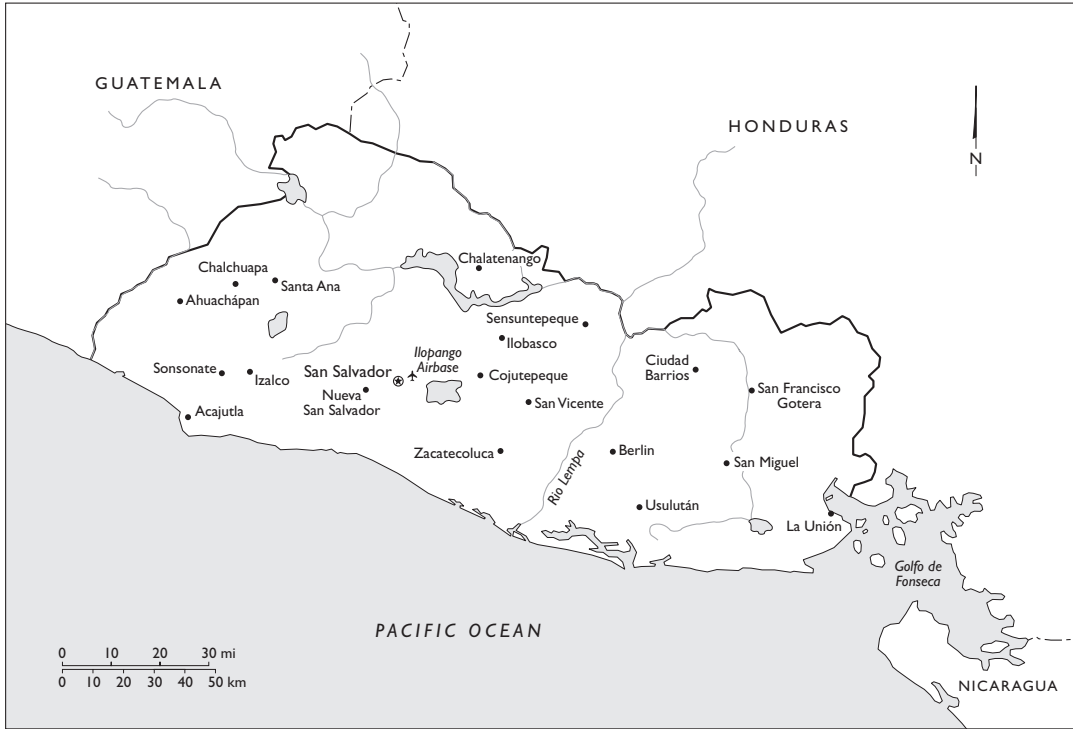 GUATEMALA
HONDURAS
N
Chalatenango
Chalchuapa
Santa Ana
Ahuachápan
Sensuntepeque
Ilobasco
Ilopango
Airbase
Ciudad
Barrios
Sonsonate
Izalco
San Salvador
Cojutepeque
Nueva
San Salvador
San Francisco
Gotera
San Vicente
Acajutla
Zacatecoluca
Rio Lempa
Berlin
San Miguel
Usulután
La Unión
Golfo de
Fonseca
PACIFIC OCEAN
0 10 20 30 mi
0 10 20 30 40 50 km
NICARAGUA